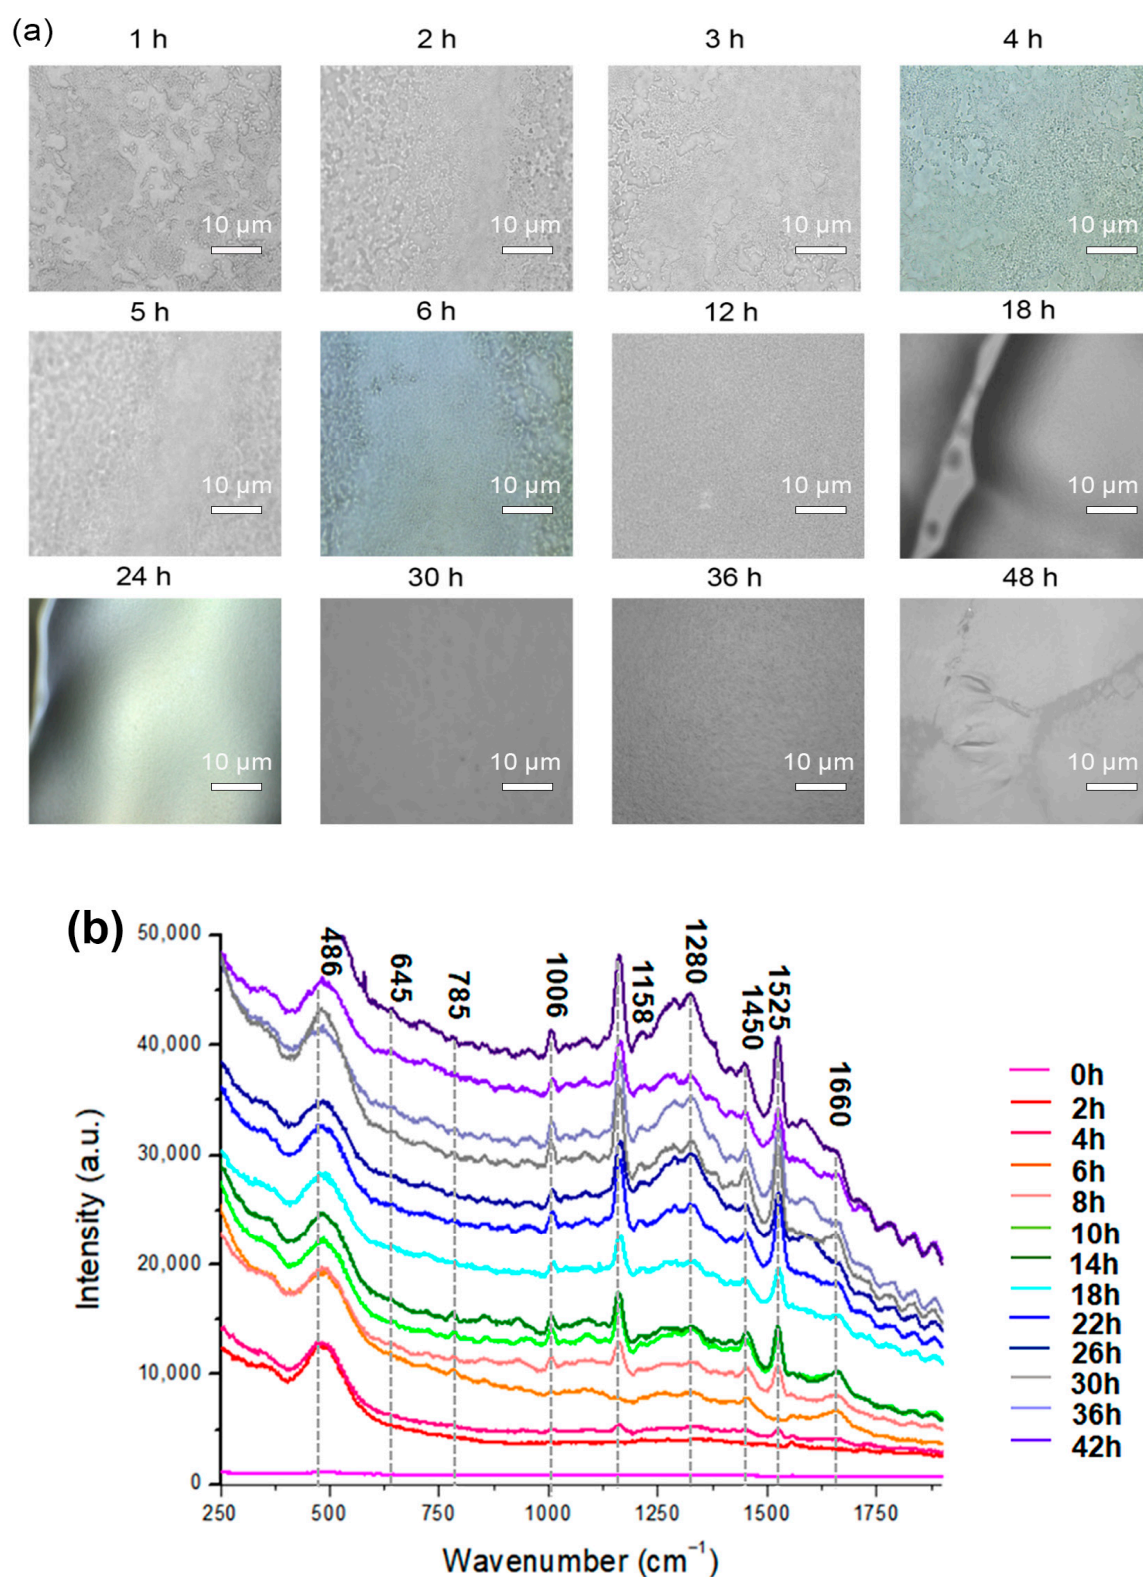 (a)
1 h 2 h 3 h 4 h
10 µm 10 µm 10 µm 10 µm
5 h 6 h 12 h 18 h
10 µm 10 µm 10 µm 10 µm
24 h 30 h 36 h 48 h
10 µm 10 µm 10 µm 10 µm
(b)
50,000
40,000
30,000
20,000
10,000
0
Intensity (a.u.)
486 645 785 1006 1158 1280 1450 1525 1660
250 500 750 1000 1250 1500 1750
Wavenumber (cm⁻¹)
0h
2h
4h
6h
8h
10h
14h
18h
22h
26h
30h
36h
42h